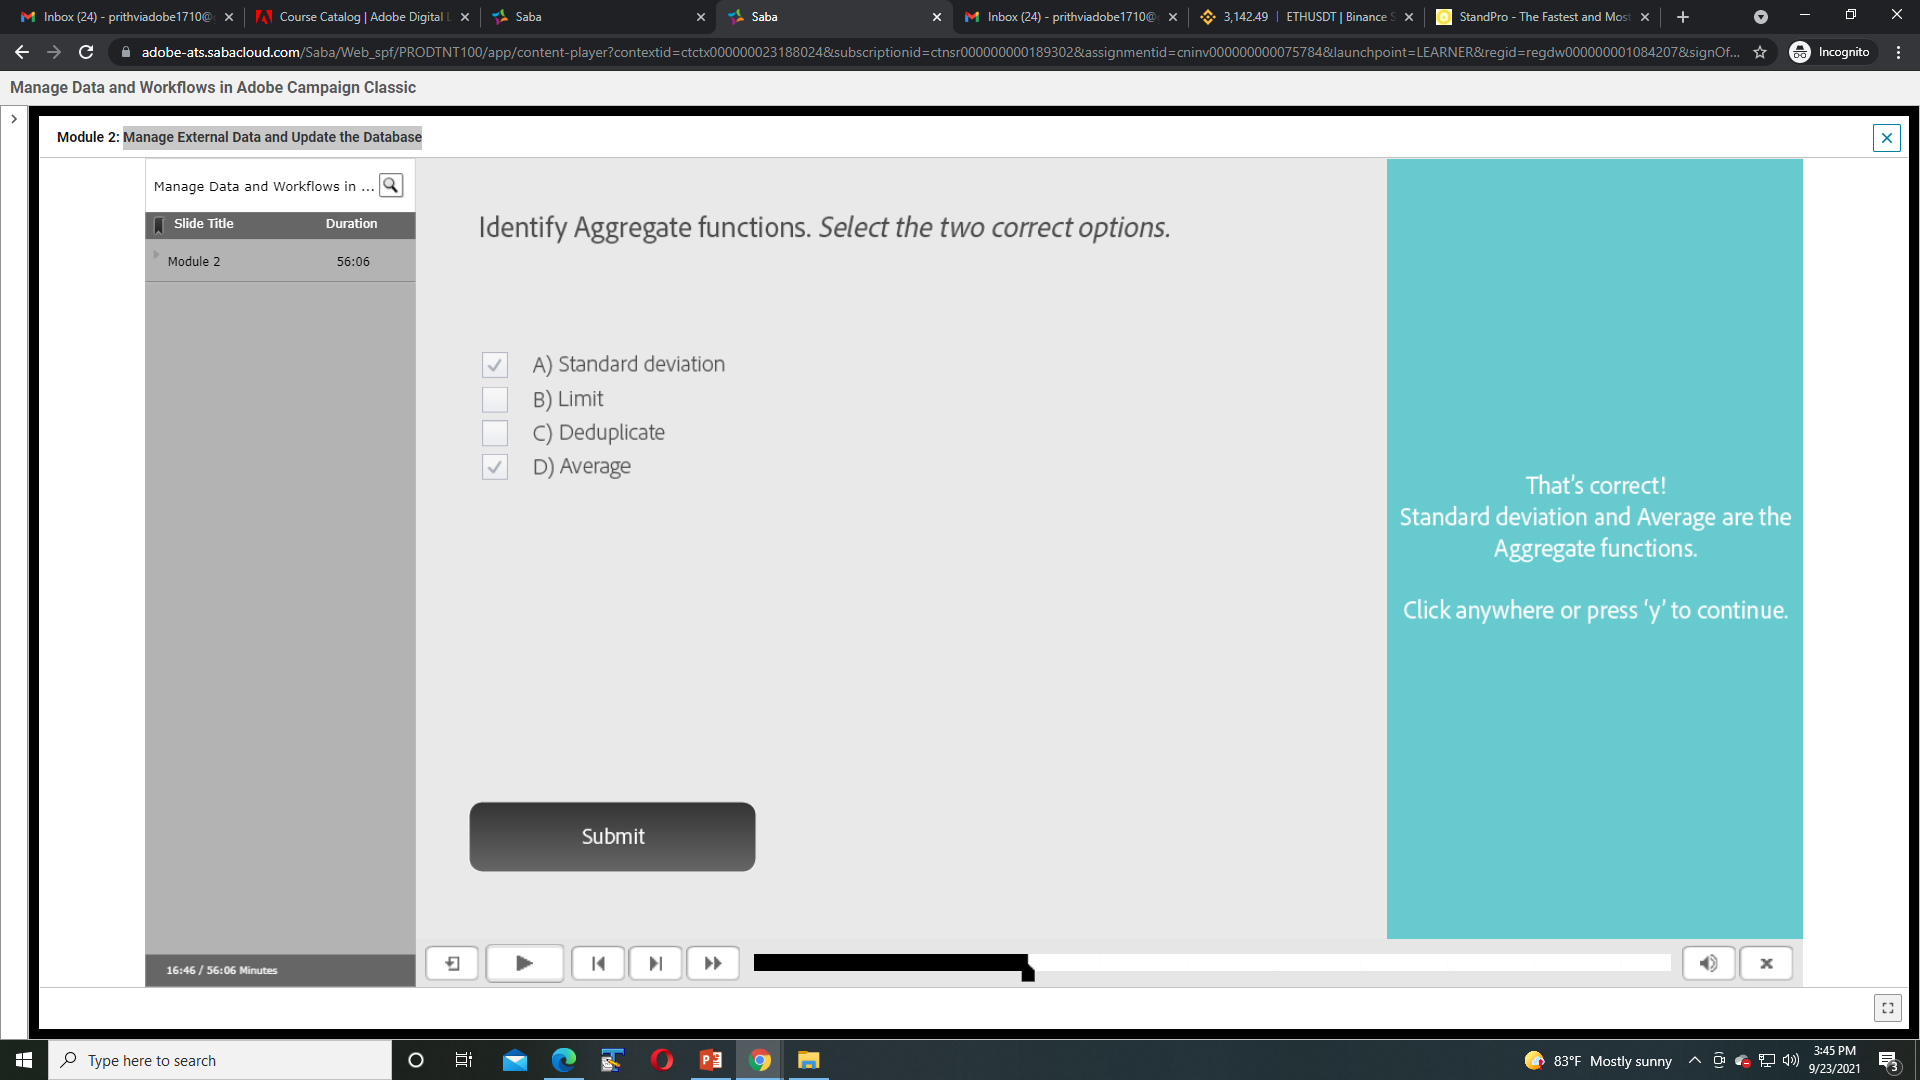 Inbox (24) - prithviadobe1710@
Course Catalog | Adobe Digital L
Saba
Saba
Inbox (24) - prithviadobe1710@
3,142.49 ETHUSDT | Binance S
StandPro - The Fastest and Most
adobe-ats.sabacloud.com/Saba/Web_spf/PRODTNT100/app/content-player?contextid=ctctx000000023188024&subscriptionid=ctnsr000000000189302&assignmentid=cninv000000000075784&launchpoint=LEARNER&regid=regdw000000001084207&signOf...
Incognito
Manage Data and Workflows in Adobe Campaign Classic
Module 2: Manage External Data and Update the Database
Manage Data and Workflows in ...
Slide Title Duration
Module 2 56:06
Identify Aggregate functions. Select the two correct options.
A) Standard deviation
B) Limit
C) Deduplicate
D) Average
That's correct!
Standard deviation and Average are the
Aggregate functions.
Click anywhere or press 'y' to continue.
Submit
16:46 / 56:06 Minutes
Type here to search
83°F Mostly sunny
3:45 PM
9/23/2021
3